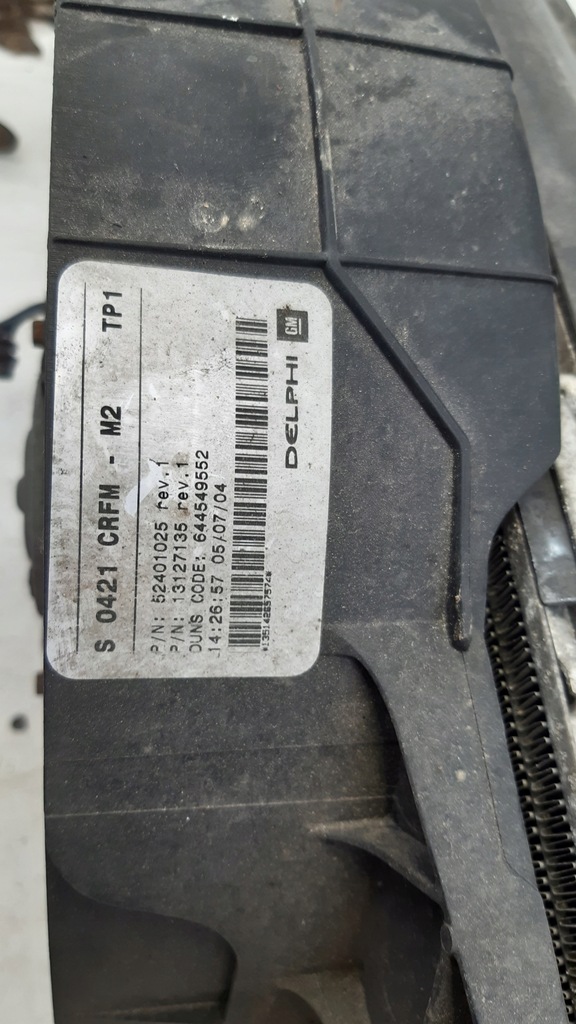 S 0421 CRFM - M2 TP1
P/N: 52401025 rev.1
P/N: 13127135 rev.1
DUNS CODE: 644549552
14:26:57 05/07/04
DELPHI GM